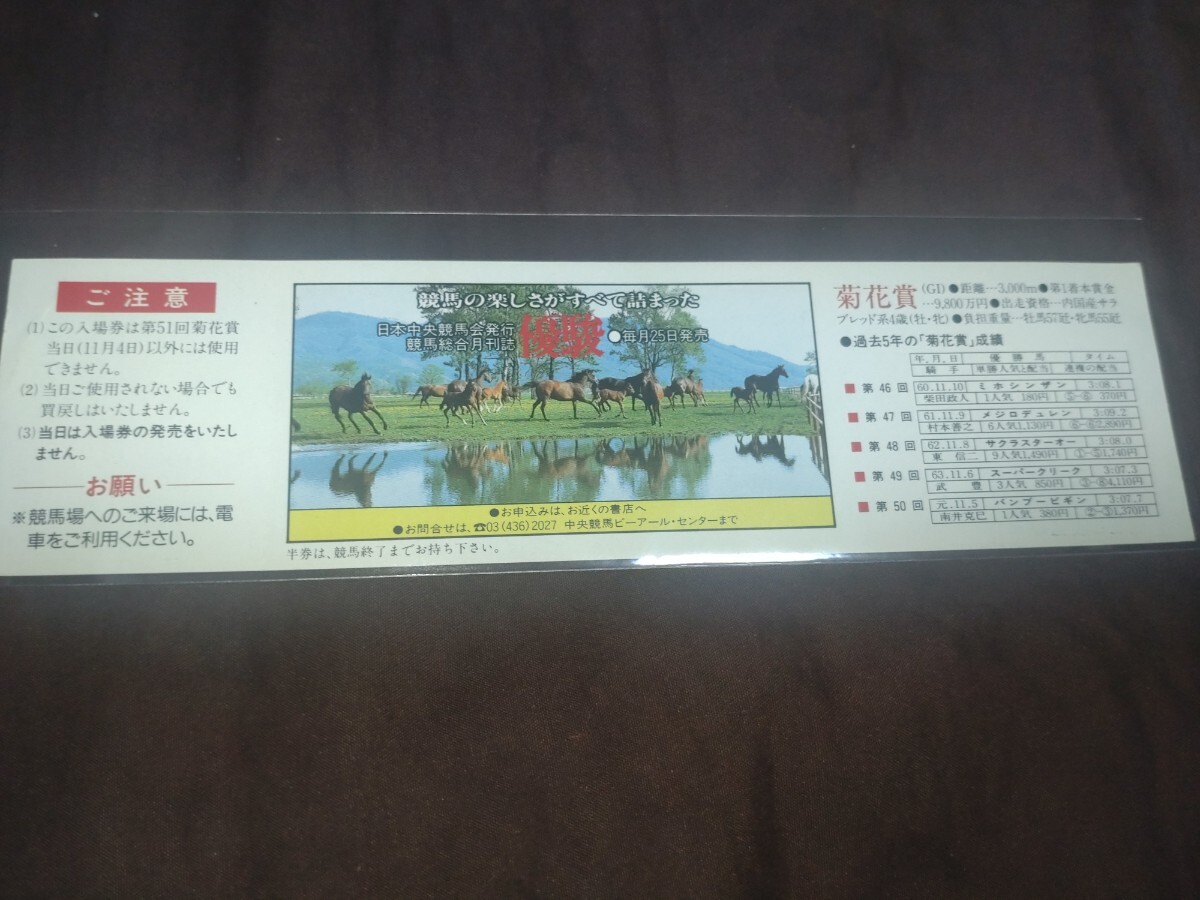 ご注意
(1)この入場券は第51回菊花賞
当日(11月4日)以外には使用
できません。
(2)当日ご使用されない場合でも
買戻しはいたしません。
(3)当日は入場券の発売をいたし
ません。
お願い
※競馬場へのご来場には、電
車をご利用ください。
競馬の楽しさがすべて詰まった
日本中央競馬会発行
競馬総合月刊誌
優駿
●毎月25日発売
●お申込みは、お近くの書店へ
●お問合せは、☎03(436)2027 中央競馬ピーアール・センターまで
半券は、競馬終了までお持ち下さい。
菊花賞 (GI) ●距離…3,000m●第1着本賞金
…9,800万円●出走資格…内国産サラ
ブレッド系4歳(牡・牝)●負担重量…牡馬57瓩・牝馬55瓩
●過去5年の「菊花賞」成績
年.月.日 優勝馬 タイム
騎手 単勝人気と配当 連複の配当
■ 第46回 60.11.10 ミホシンザン 3:08.1
柴田政人 1人気 180円 ⑤-⑥ 370円
■ 第47回 61.11.9 メジロデュレン 3:09.2
村本善之 6人気1,130円 2,890円
■ 第48回 62.11.8 サクラスターオー 3:08.0
東信二 9人気1,490円 1,740円
■ 第49回 63.11.6 スーパークリーク 3:07.3
武豊 3人気 850円 4,110円
■ 第50回 元.11.5 バンブービギン 3:07.7
南井克巳 1人気 380円 ②-③1,370円